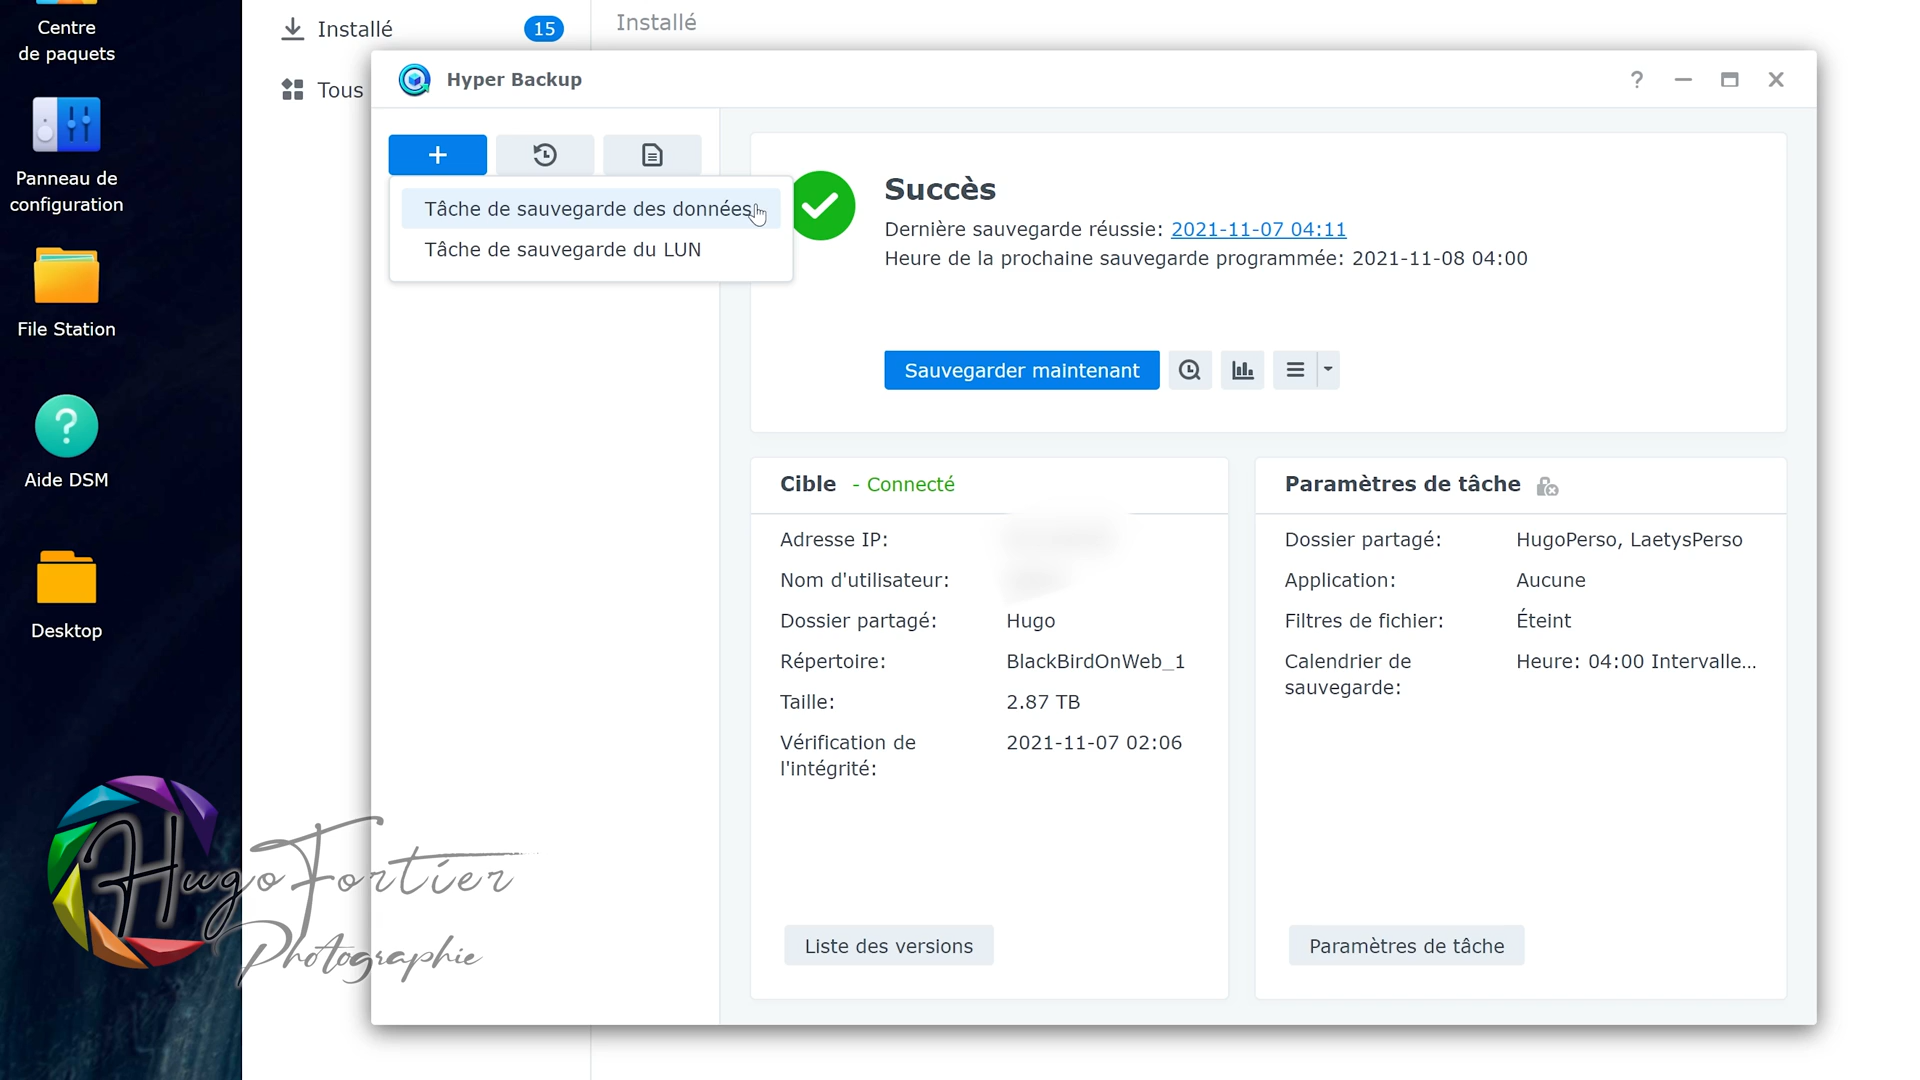 Centre
de paquets
Panneau de
configuration
File Station
?
Aide DSM
Desktop
Installé
15
Tous
Installé
Hyper Backup
?
+
Tâche de sauvegarde des données
Tâche de sauvegarde du LUN
Succès
Dernière sauvegarde réussie: 2021-11-07 04:11
Heure de la prochaine sauvegarde programmée: 2021-11-08 04:00
Sauvegarder maintenant
Cible - Connecté
Adresse IP:
Nom d'utilisateur:
Dossier partagé: Hugo
Répertoire: BlackBirdOnWeb_1
Taille: 2.87 TB
Vérification de
l'intégrité: 2021-11-07 02:06
Liste des versions
Paramètres de tâche
Dossier partagé: HugoPerso, LaetysPerso
Application: Aucune
Filtres de fichier: Éteint
Calendrier de
sauvegarde: Heure: 04:00 Intervalle...
Paramètres de tâche
Hugo Fortier
Photographie